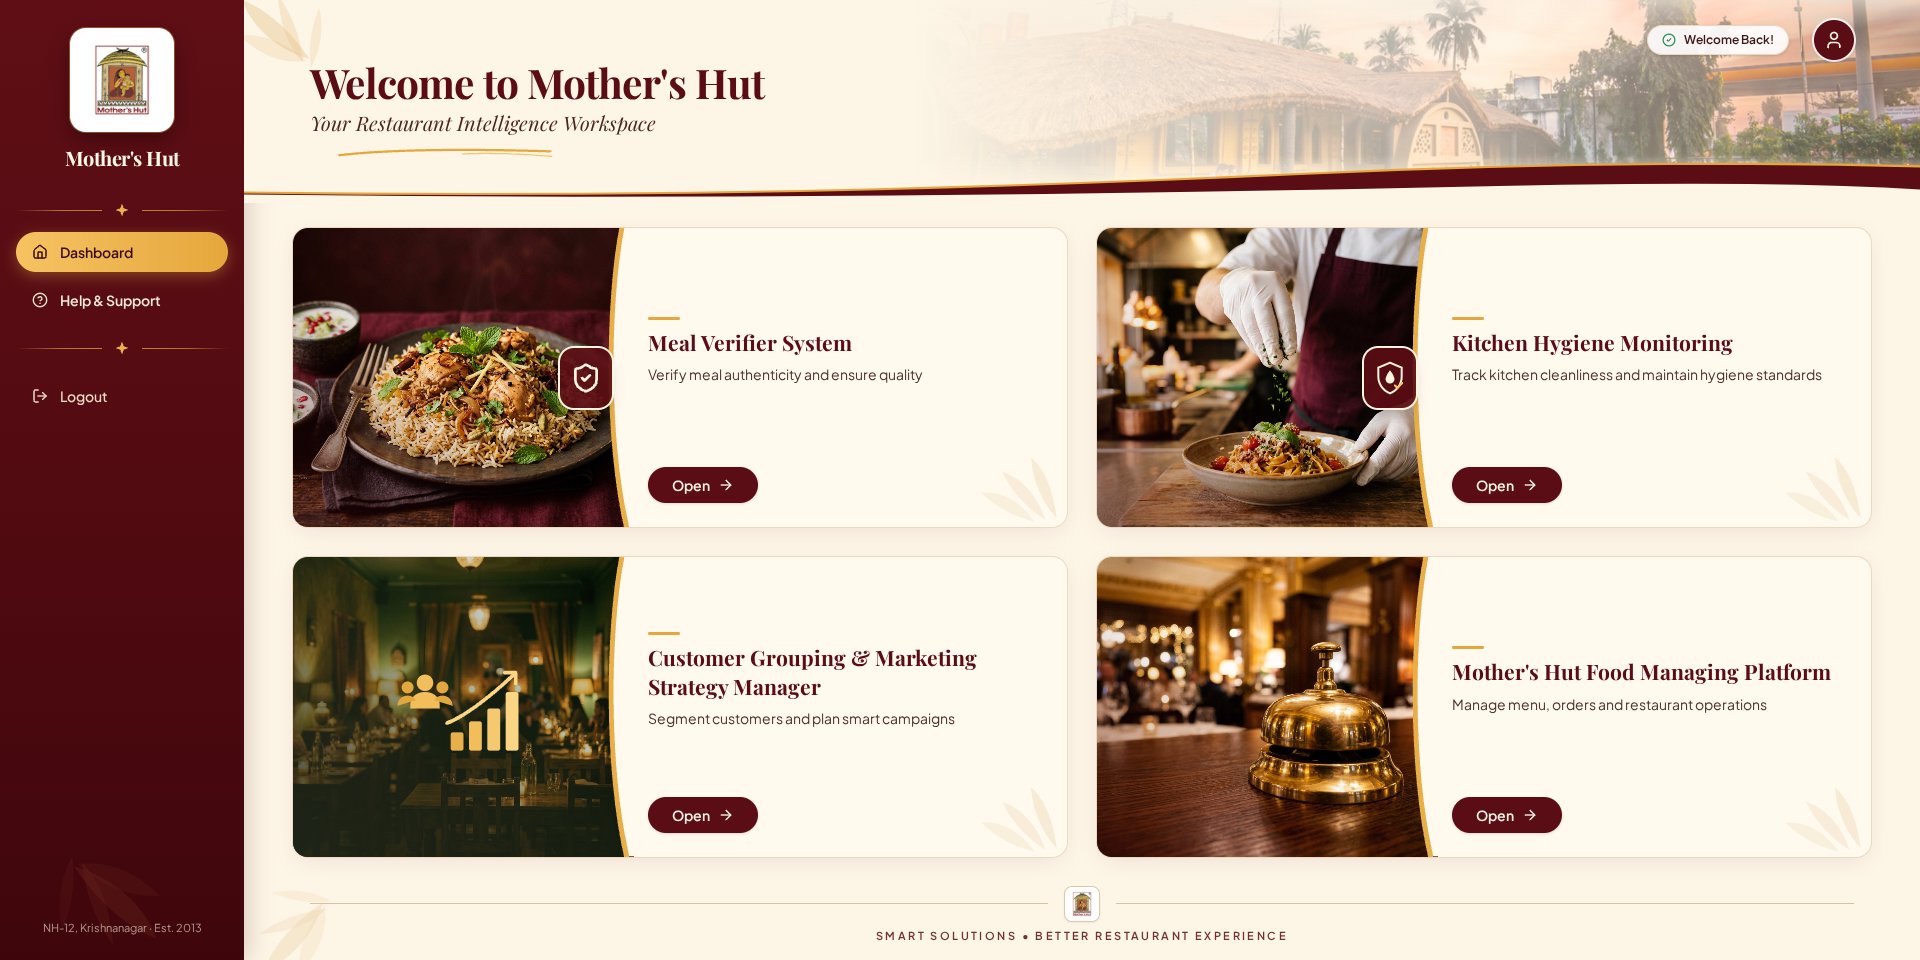 Mother's Hut
Mother's Hut
Dashboard
Help & Support
Logout
NH-12, Krishnanagar · Est. 2013
Welcome to Mother's Hut
Your Restaurant Intelligence Workspace
Welcome Back!
Meal Verifier System
Verify meal authenticity and ensure quality
Open
Kitchen Hygiene Monitoring
Track kitchen cleanliness and maintain hygiene standards
Open
Customer Grouping & Marketing
Strategy Manager
Segment customers and plan smart campaigns
Open
Mother's Hut Food Managing Platform
Manage menu, orders and restaurant operations
Open
SMART SOLUTIONS • BETTER RESTAURANT EXPERIENCE